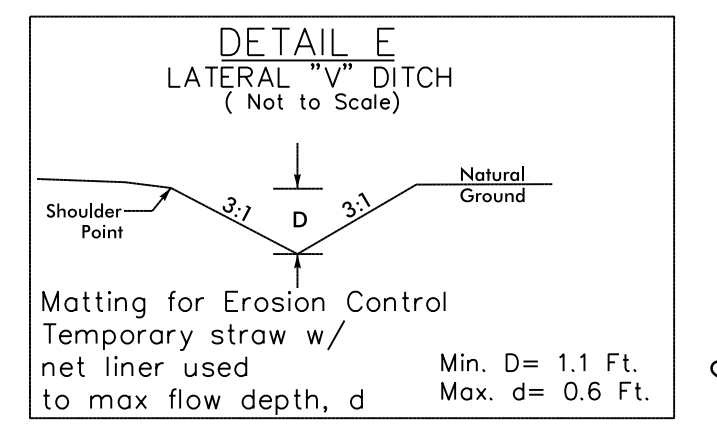 DETAIL E
LATERAL "V" DITCH
( Not to Scale)
Natural
Ground
3:1
3:1
D
Shoulder
Point
Matting for Erosion Control
Temporary straw w/
net liner used
to max flow depth, d
Min. D= 1.1 Ft.
Max. d= 0.6 Ft.